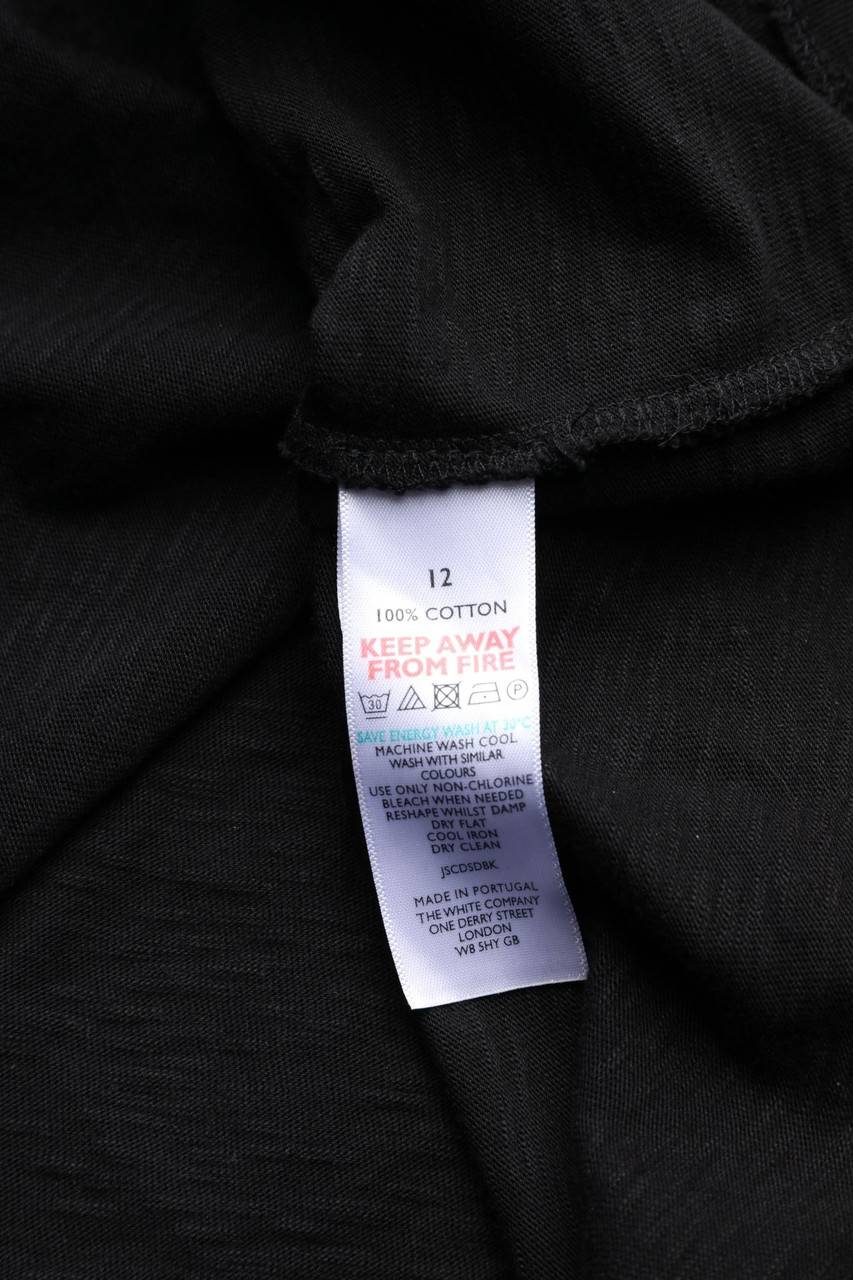 12
100% COTTON
KEEP AWAY
FROM FIRE
30 P
SAVE ENERGY WASH AT 30°C
MACHINE WASH COOL
WASH WITH SIMILAR
COLOURS
USE ONLY NON-CHLORINE
BLEACH WHEN NEEDED
RESHAPE WHILST DAMP
DRY FLAT
COOL IRON
DRY CLEAN
JSCDSDBK
MADE IN PORTUGAL
THE WHITE COMPANY
ONE DERRY STREET
LONDON
W8 5HY GB